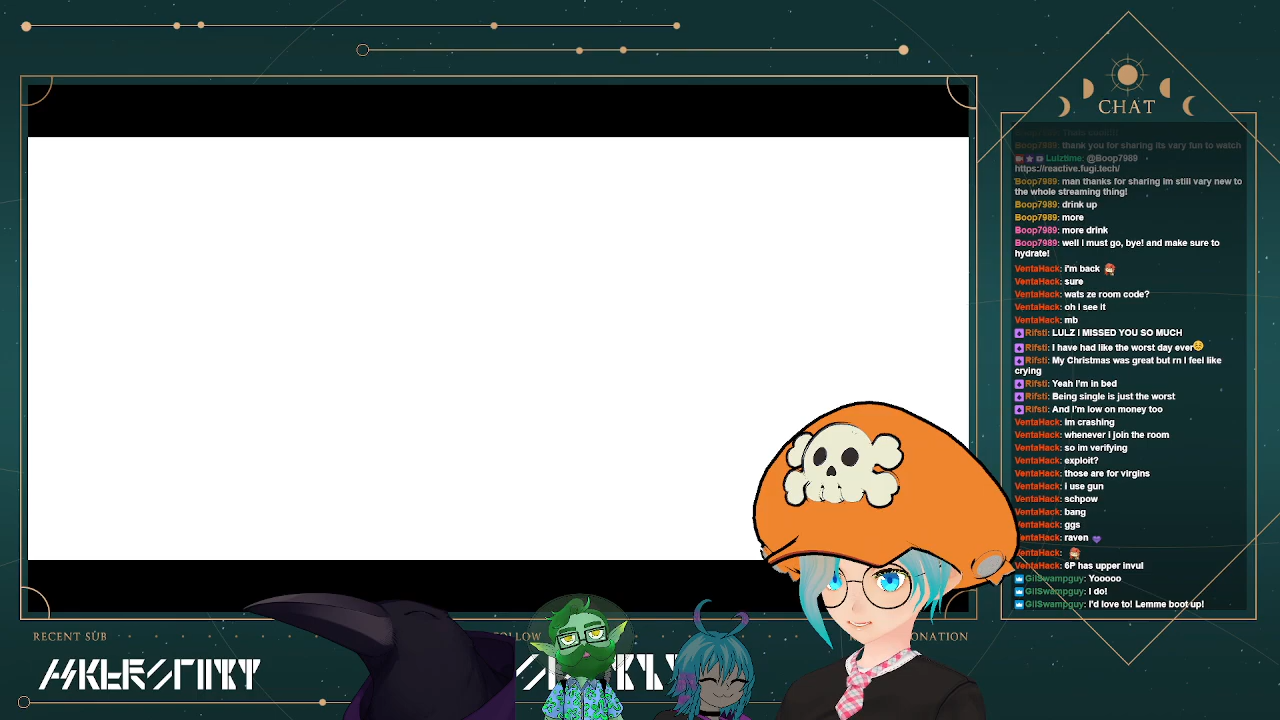 CHAT
Boop7989: thank you for sharing its vary fun to watch
Lulztime: @Boop7989
https://reactive.fugi.tech/
Boop7989: man thanks for sharing im still vary new to
the whole streaming thing!
Boop7989: drink up
Boop7989: more
Boop7989: more drink
Boop7989: well i must go, bye! and make sure to
hydrate!
VentaHack: i'm back
VentaHack: sure
VentaHack: wats ze room code?
VentaHack: oh i see it
VentaHack: mb
Rifsti: LULZ I MISSED YOU SO MUCH
Rifsti: I have had like the worst day ever
Rifsti: My Christmas was great but rn I feel like
crying
Rifsti: Yeah I'm in bed
Rifsti: Being single is just the worst
Rifsti: And I'm low on money too
VentaHack: im crashing
VentaHack: whenever i join the room
VentaHack: so im verifying
VentaHack: exploit?
VentaHack: those are for virgins
VentaHack: i use gun
VentaHack: schpow
VentaHack: bang
VentaHack: ggs
VentaHack: raven
VentaHack:
VentaHack: 6P has upper invul
GilSwampguy: Yooooo
GilSwampguy: I do!
GilSwampguy: I'd love to! Lemme boot up!
RECENT SUB